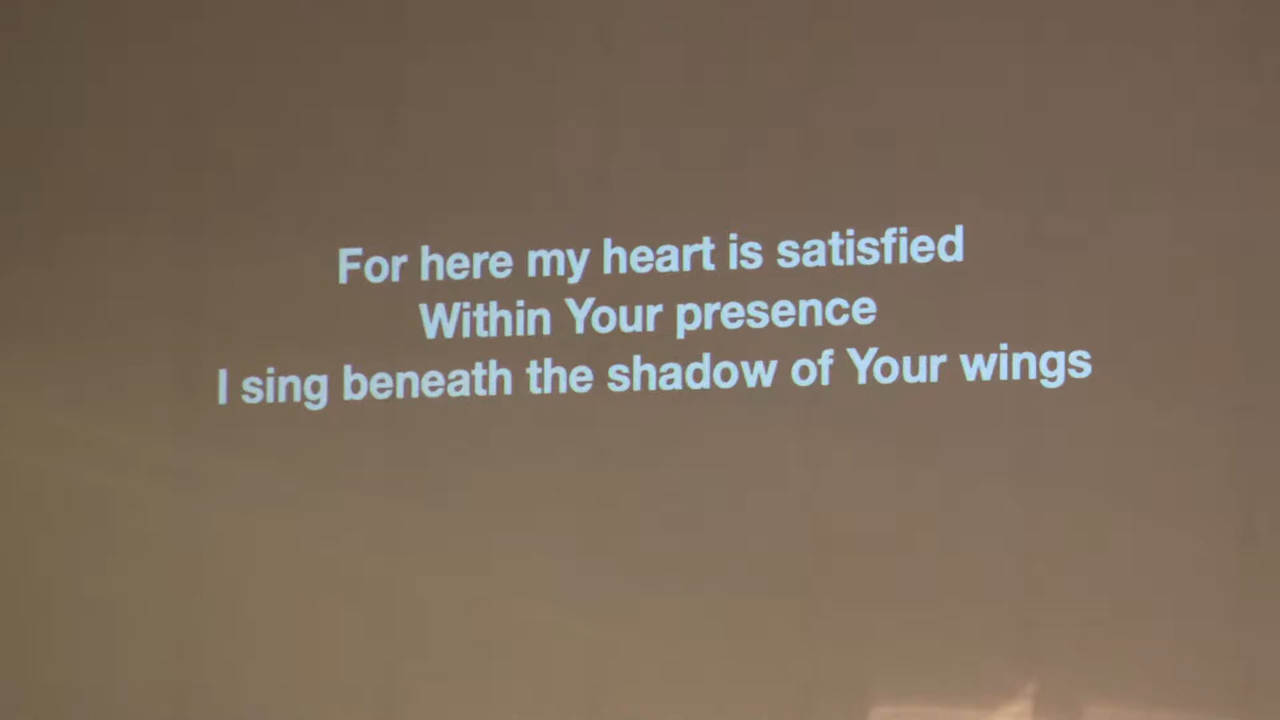 For here my heart is satisfied
Within Your presence
I sing beneath the shadow of Your wings